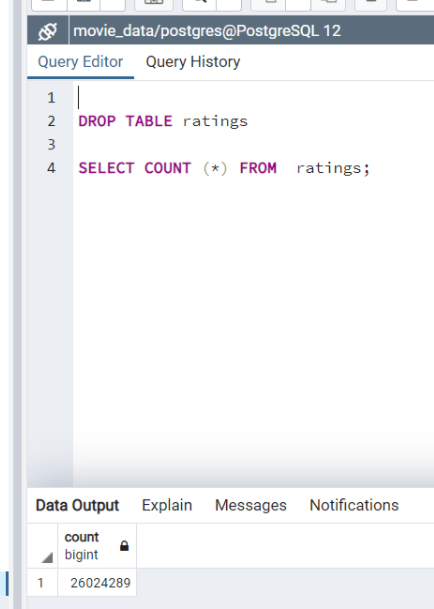 movie_data/postgres@PostgreSQL 12
Query Editor Query History
1
2 DROP TABLE ratings
3
4 SELECT COUNT (*) FROM ratings;
Data Output Explain Messages Notifications
count
bigint
1 26024289